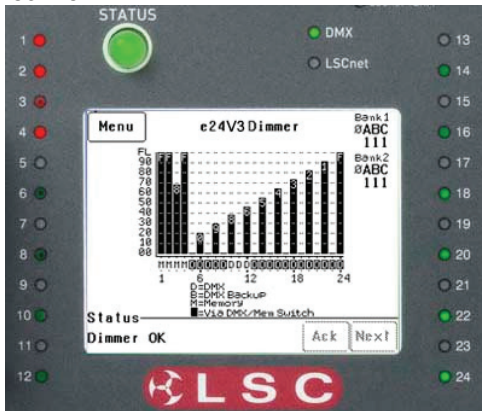 STATUS
DMX
LSCnet
1
2
3
4
5
6
7
8
9
10
11
12
13
14
15
16
17
18
19
20
21
22
23
24
Menu
e24V3 Dimmer
Bank1
ØABC
111
Bank2
ØABC
111
FL
90
80
70
60
50
40
30
20
10
00
1 6 12 18 24
D=DMX
B=DMX Backup
M=Memory
=Via DMX/Mem Switch
Status
Dimmer OK
Ack
Next
LSC